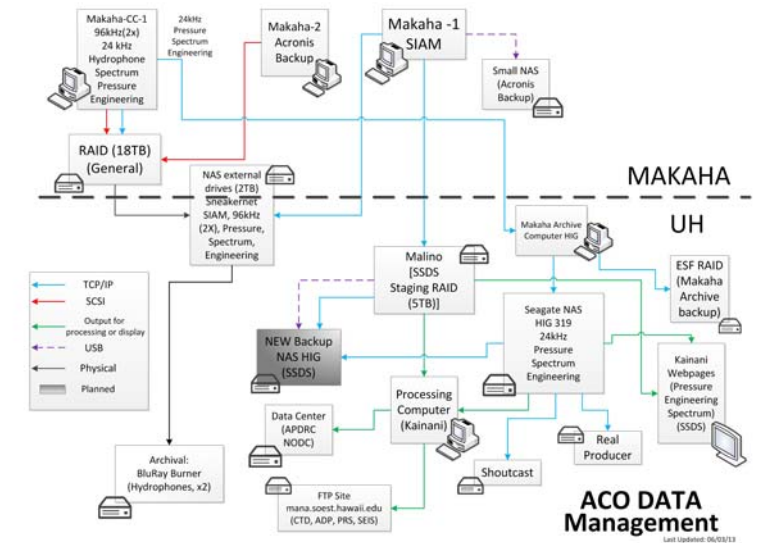 Makaha-CC-1
96kHz(2x)
24 kHz
Hydrophone
Spectrum
Pressure
Engineering
24kHz
Pressure
Spectrum
Engineering
Makaha-2
Acronis
Backup
Makaha -1
SIAM
Small NAS
(Acronis
Backup)
RAID (18TB)
(General)
NAS external
drives (2TB)
Sneakernet
SIAM, 96kHz
(2X), Pressure,
Spectrum,
Engineering
MAKAHA
UH
Makaha Archive
Computer HIG
Malino
[SSDS
Staging RAID
(5TB)]
ESF RAID
(Makaha
Archive
backup)
TCP/IP
SCSI
Output for
processing or display
USB
Physical
Planned
NEW Backup
NAS HIG
(SSDS)
Seagate NAS
HIG 319
24kHz
Pressure
Spectrum
Engineering
Kainani
Webpages
(Pressure
Engineering
Spectrum)
(SSDS)
Processing
Computer
(Kainani)
Data Center
(APDRC
NODC)
Real
Producer
Shoutcast
Archival:
BluRay Burner
(Hydrophones, x2)
FTP Site
mana.soest.hawaii.edu
(CTD, ADP, PRS, SEIS)
ACO DATA
Management
Last Updated: 06/03/13